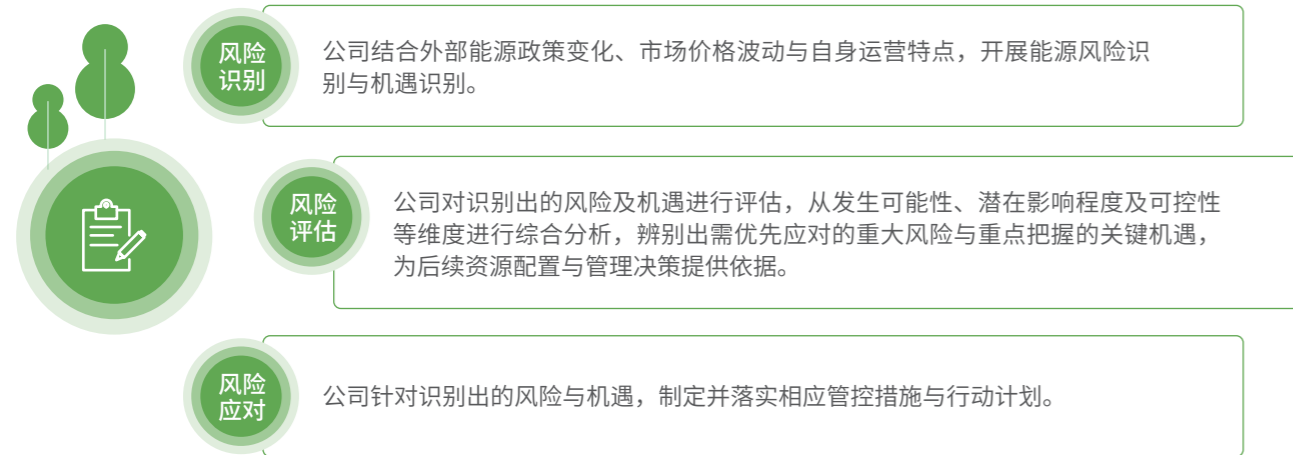 风险
识别
公司结合外部能源政策变化、市场价格波动与自身运营特点，开展能源风险识
别与机遇识别。
风险
评估
公司对识别出的风险及机遇进行评估，从发生可能性、潜在影响程度及可控性
等维度进行综合分析，辨别出需优先应对的重大风险与重点把握的关键机遇，
为后续资源配置与管理决策提供依据。
风险
应对
公司针对识别出的风险与机遇，制定并落实相应管控措施与行动计划。